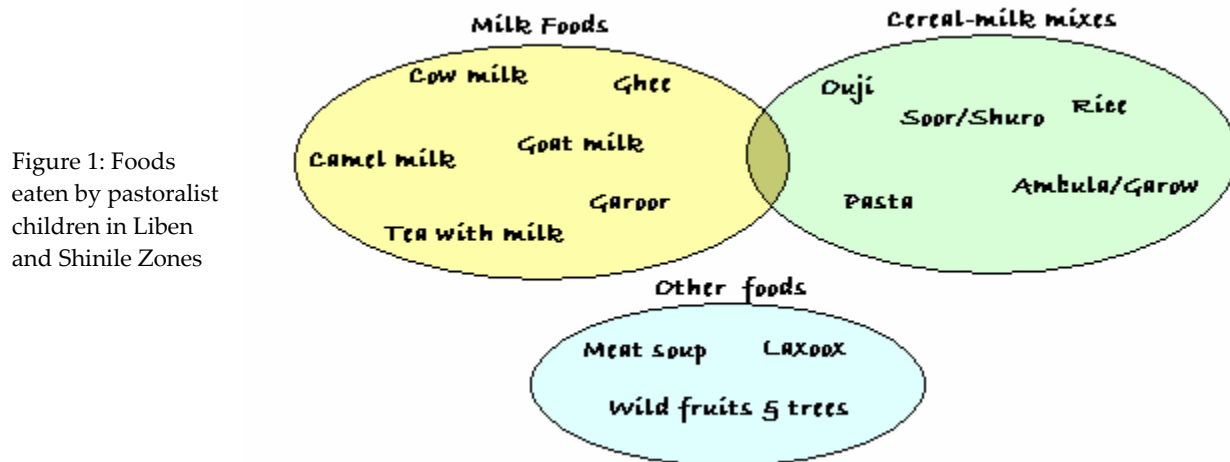 Figure 1: Foods
eaten by pastoralist
children in Liben
and Shinile Zones
Milk Foods
Cow milk
Ghee
Camel milk
Goat milk
Garoor
Tea with milk
Cereal-milk mixes
Ouji
Soor/Shuro
Rice
Pasta
Ambula/Garow
Other foods
Meat soup
Laxoox
Wild fruits & trees